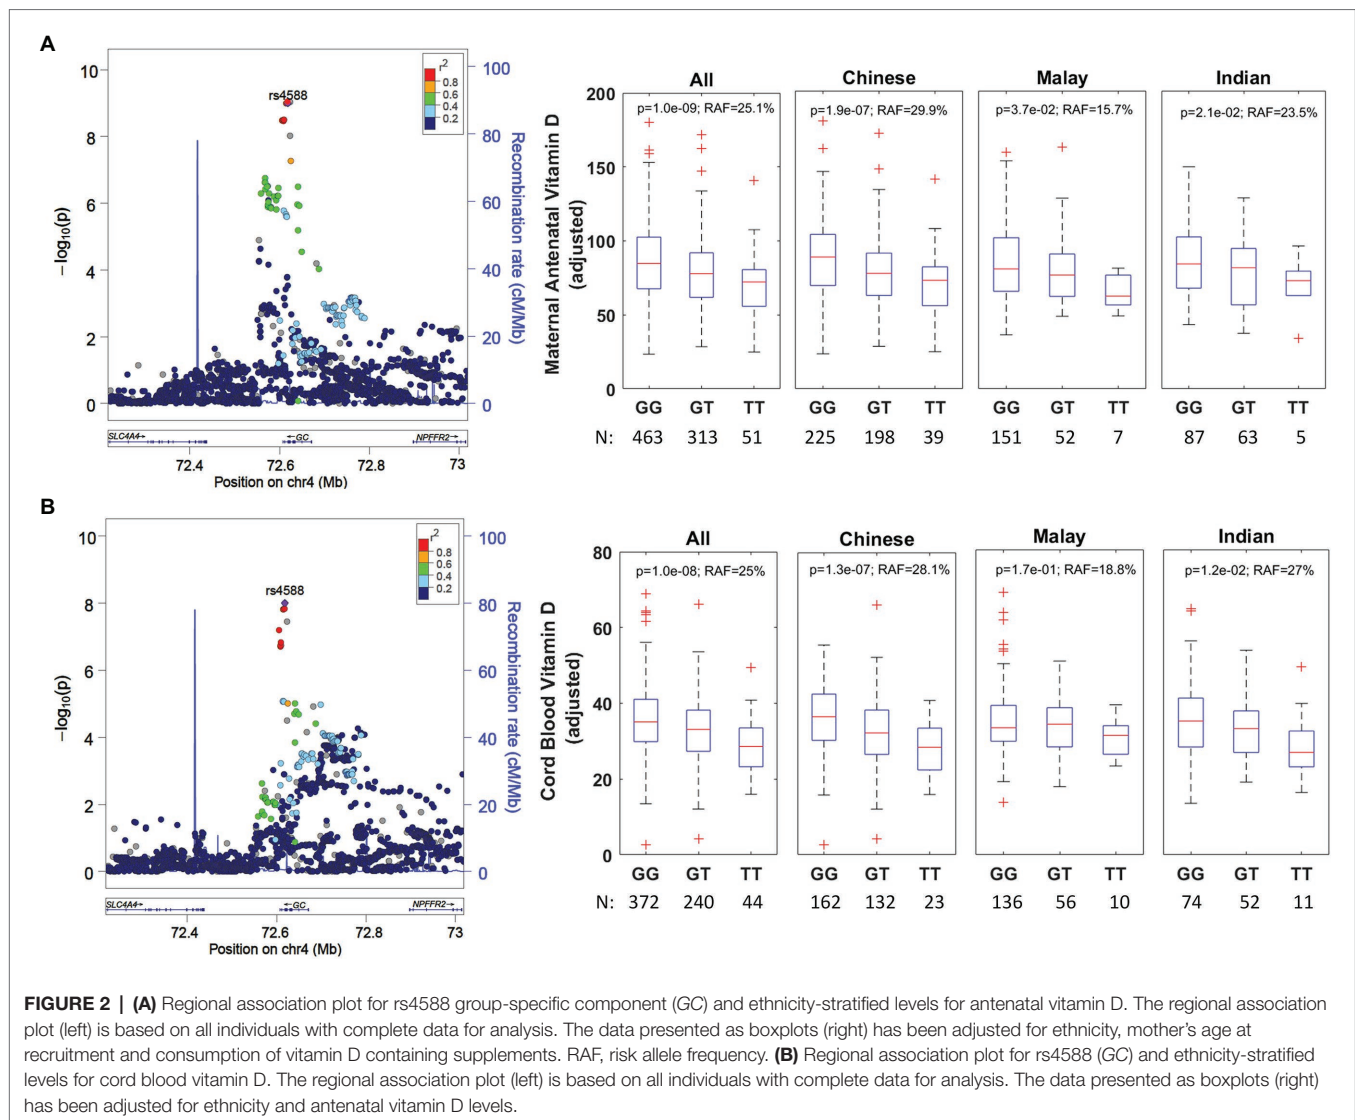 A
10
8
6
4
2
0
−log10(p)
r2
0.8
0.6
0.4
0.2
rs4588
100
80
60
40
20
0
Recombination rate (cM/Mb)
SLC4A4
GC
NPFFR2
72.4 72.6 72.8 73
Position on chr4 (Mb)
Maternal Antenatal Vitamin D
(adjusted)
200
150
100
50
0
All Chinese Malay Indian
p=1.0e-09; RAF=25.1% p=1.9e-07; RAF=29.9% p=3.7e-02; RAF=15.7% p=2.1e-02; RAF=23.5%
GG GT TT GG GT TT GG GT TT GG GT TT
N: 463 313 51 225 198 39 151 52 7 87 63 5
B
10
8
6
4
2
0
−log10(p)
r2
0.8
0.6
0.4
0.2
rs4588
100
80
60
40
20
0
Recombination rate (cM/Mb)
SLC4A4
GC
NPFFR2
72.4 72.6 72.8 73
Position on chr4 (Mb)
Cord Blood Vitamin D
(adjusted)
80
60
40
20
0
All Chinese Malay Indian
p=1.0e-08; RAF=25% p=1.3e-07; RAF=28.1% p=1.7e-01; RAF=18.8% p=1.2e-02; RAF=27%
GG GT TT GG GT TT GG GT TT GG GT TT
N: 372 240 44 162 132 23 136 56 10 74 52 11
FIGURE 2 | (A) Regional association plot for rs4588 group-specific component (GC) and ethnicity-stratified levels for antenatal vitamin D. The regional association
plot (left) is based on all individuals with complete data for analysis. The data presented as boxplots (right) has been adjusted for ethnicity, mother's age at
recruitment and consumption of vitamin D containing supplements. RAF, risk allele frequency. (B) Regional association plot for rs4588 (GC) and ethnicity-stratified
levels for cord blood vitamin D. The regional association plot (left) is based on all individuals with complete data for analysis. The data presented as boxplots (right)
has been adjusted for ethnicity and antenatal vitamin D levels.